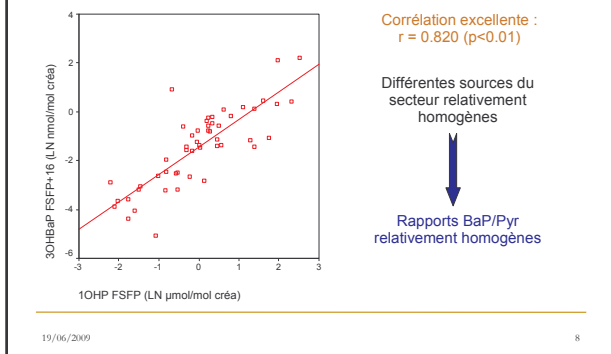 4
2
0
-2
-4
-6
-3
-2
-1
0
1
2
3
3OHBaP FSFP+16 (LN nmol/mol créa)
1OHP FSFP (LN µmol/mol créa)
Corrélation excellente :
r = 0.820 (p<0.01)
Différentes sources du
secteur relativement
homogènes
Rapports BaP/Pyr
relativement homogènes
19/06/2009
8